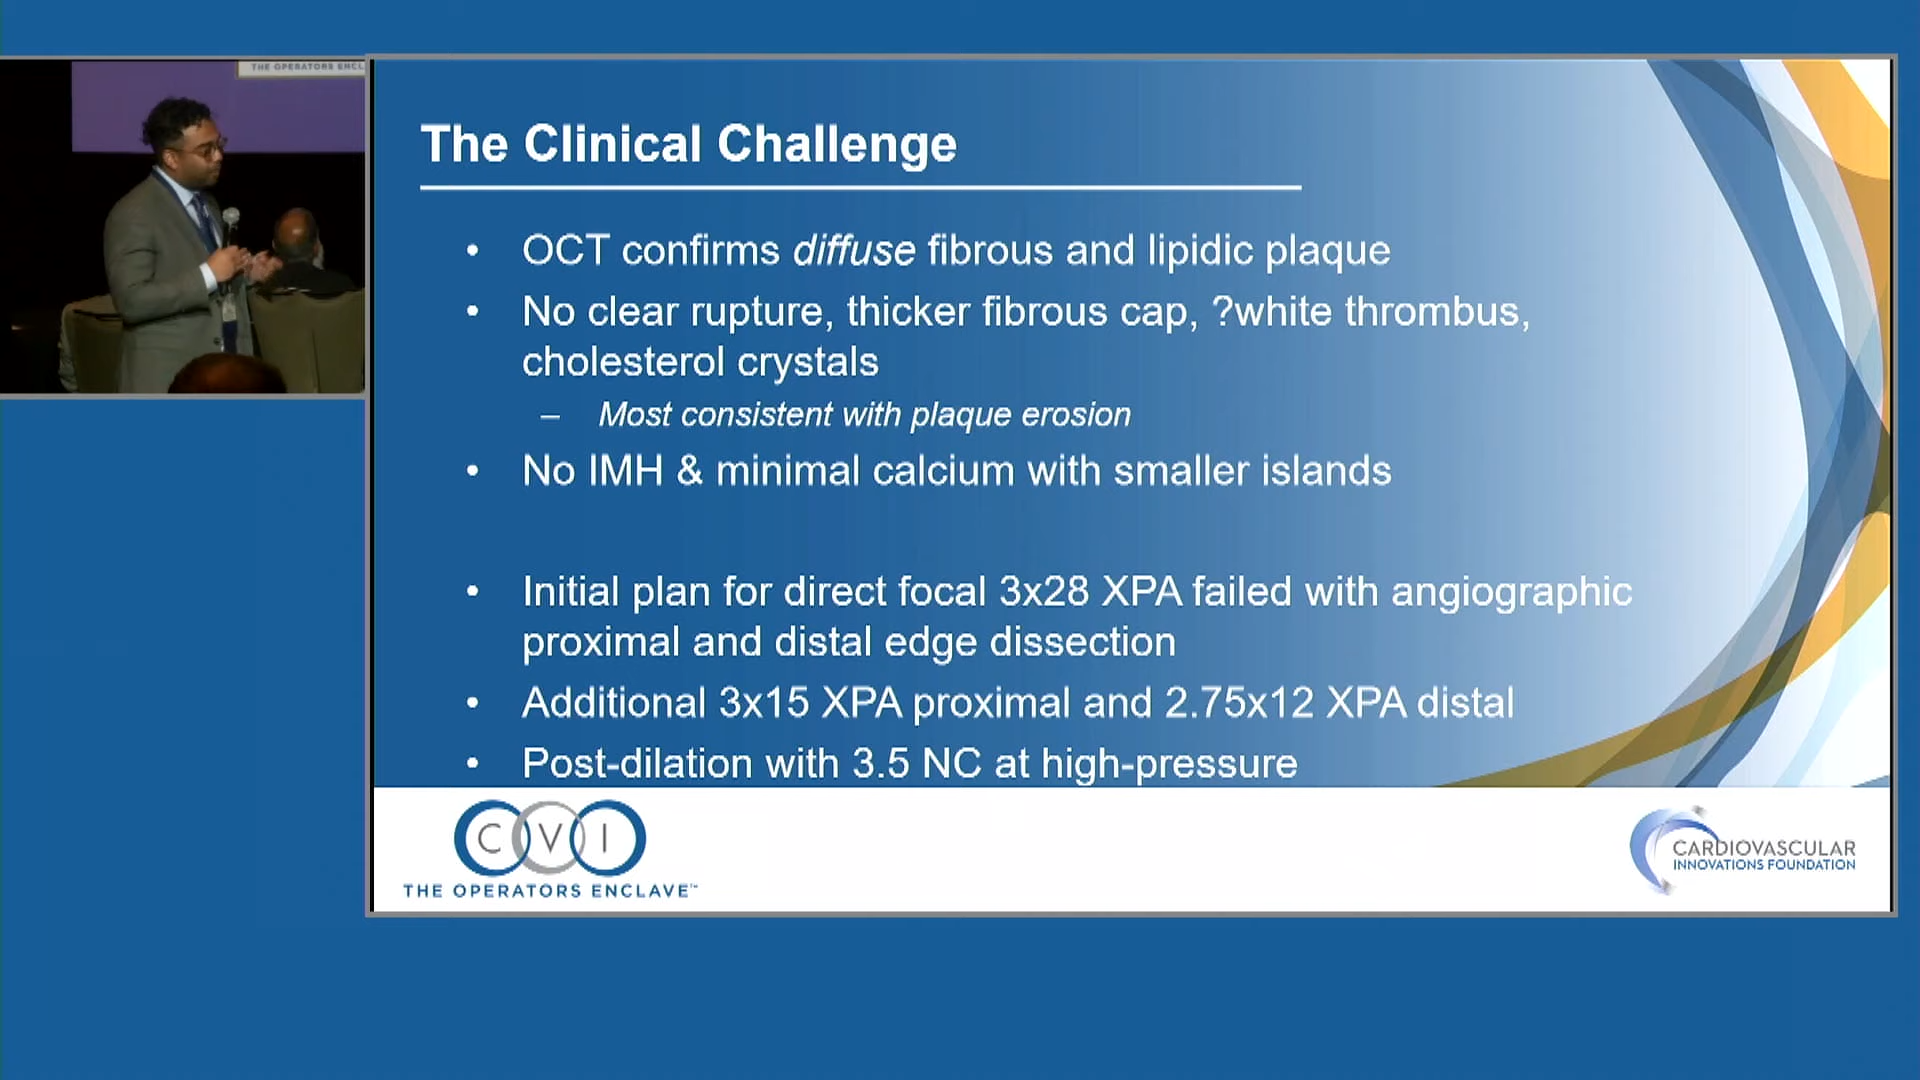 THE OPERATORS ENCL
The Clinical Challenge
• OCT confirms diffuse fibrous and lipidic plaque
• No clear rupture, thicker fibrous cap, ?white thrombus,
cholesterol crystals
– Most consistent with plaque erosion
• No IMH & minimal calcium with smaller islands
• Initial plan for direct focal 3x28 XPA failed with angiographic
proximal and distal edge dissection
• Additional 3x15 XPA proximal and 2.75x12 XPA distal
• Post-dilation with 3.5 NC at high-pressure
CVI
THE OPERATORS ENCLAVE™
CARDIOVASCULAR
INNOVATIONS FOUNDATION